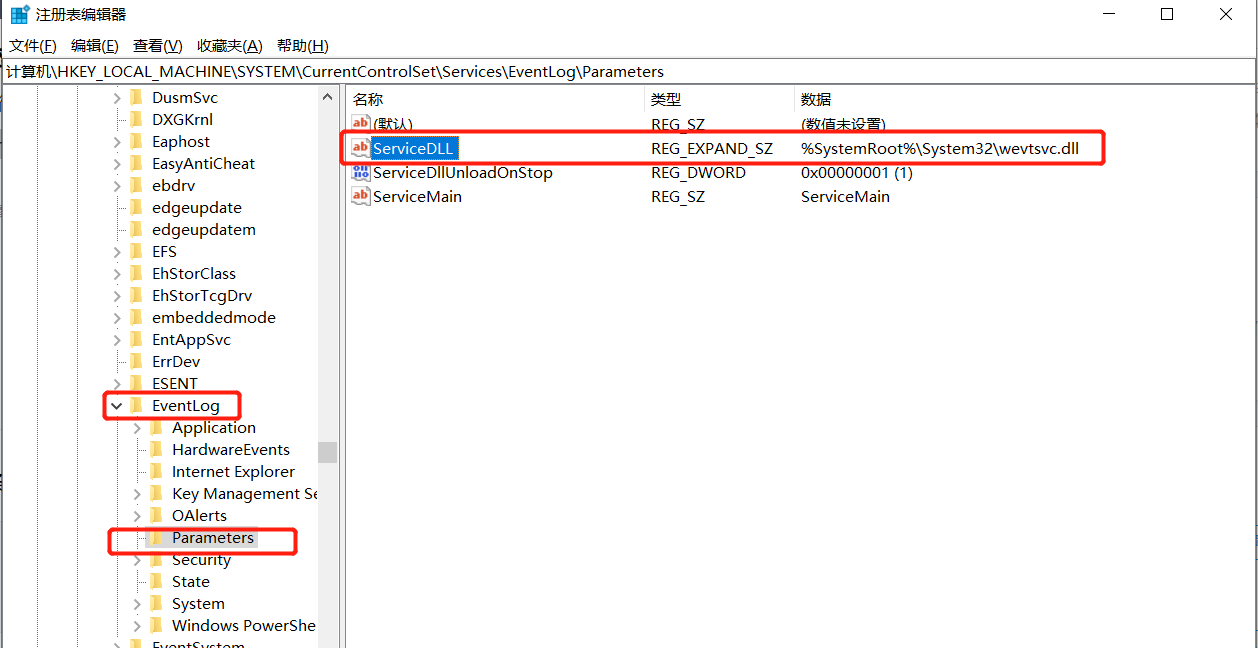 注册表编辑器
文件(F) 编辑(E) 查看(V) 收藏夹(A) 帮助(H)
计算机\HKEY_LOCAL_MACHINE\SYSTEM\CurrentControlSet\Services\EventLog\Parameters
DusmSvc
DXGKrnl
Eaphost
EasyAntiCheat
ebdrv
edgeupdate
edgeupdatem
EFS
EhStorClass
EhStorTcgDrv
embeddedmode
EntAppSvc
ErrDev
ESENT
EventLog
Application
HardwareEvents
Internet Explorer
Key Management Se
OAlerts
Parameters
Security
State
System
Windows PowerShe
EventSystem
名称 类型 数据
ab (默认) REG_SZ (数值未设置)
ab ServiceDLL REG_EXPAND_SZ %SystemRoot%\System32\wevtsvc.dll
ServiceDllUnloadOnStop REG_DWORD 0x00000001 (1)
ab ServiceMain REG_SZ ServiceMain